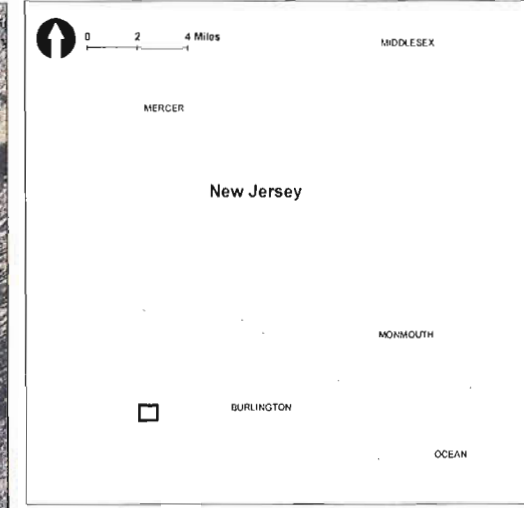 0 2 4 Miles
MIDDLESEX
MERCER
New Jersey
MONMOUTH
BURLINGTON
OCEAN